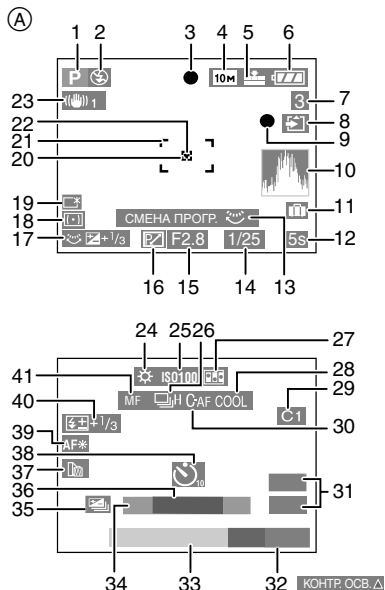 A
1 2 3 4 5 6
P 10M
23 1 3 7
22 8
21 9
20 10
19 11
18 СМЕНА ПРОГР.
17 +1/3 F2.8 1/25 5s 12
16 15 14 13
24 25 26 27
ISO100 28
41 MF H C-AF COOL 29
40 +1/3 C1
30
39 AF*
38
37 10 31
36
35
34 33 32 КОНТР. ОСВ.△